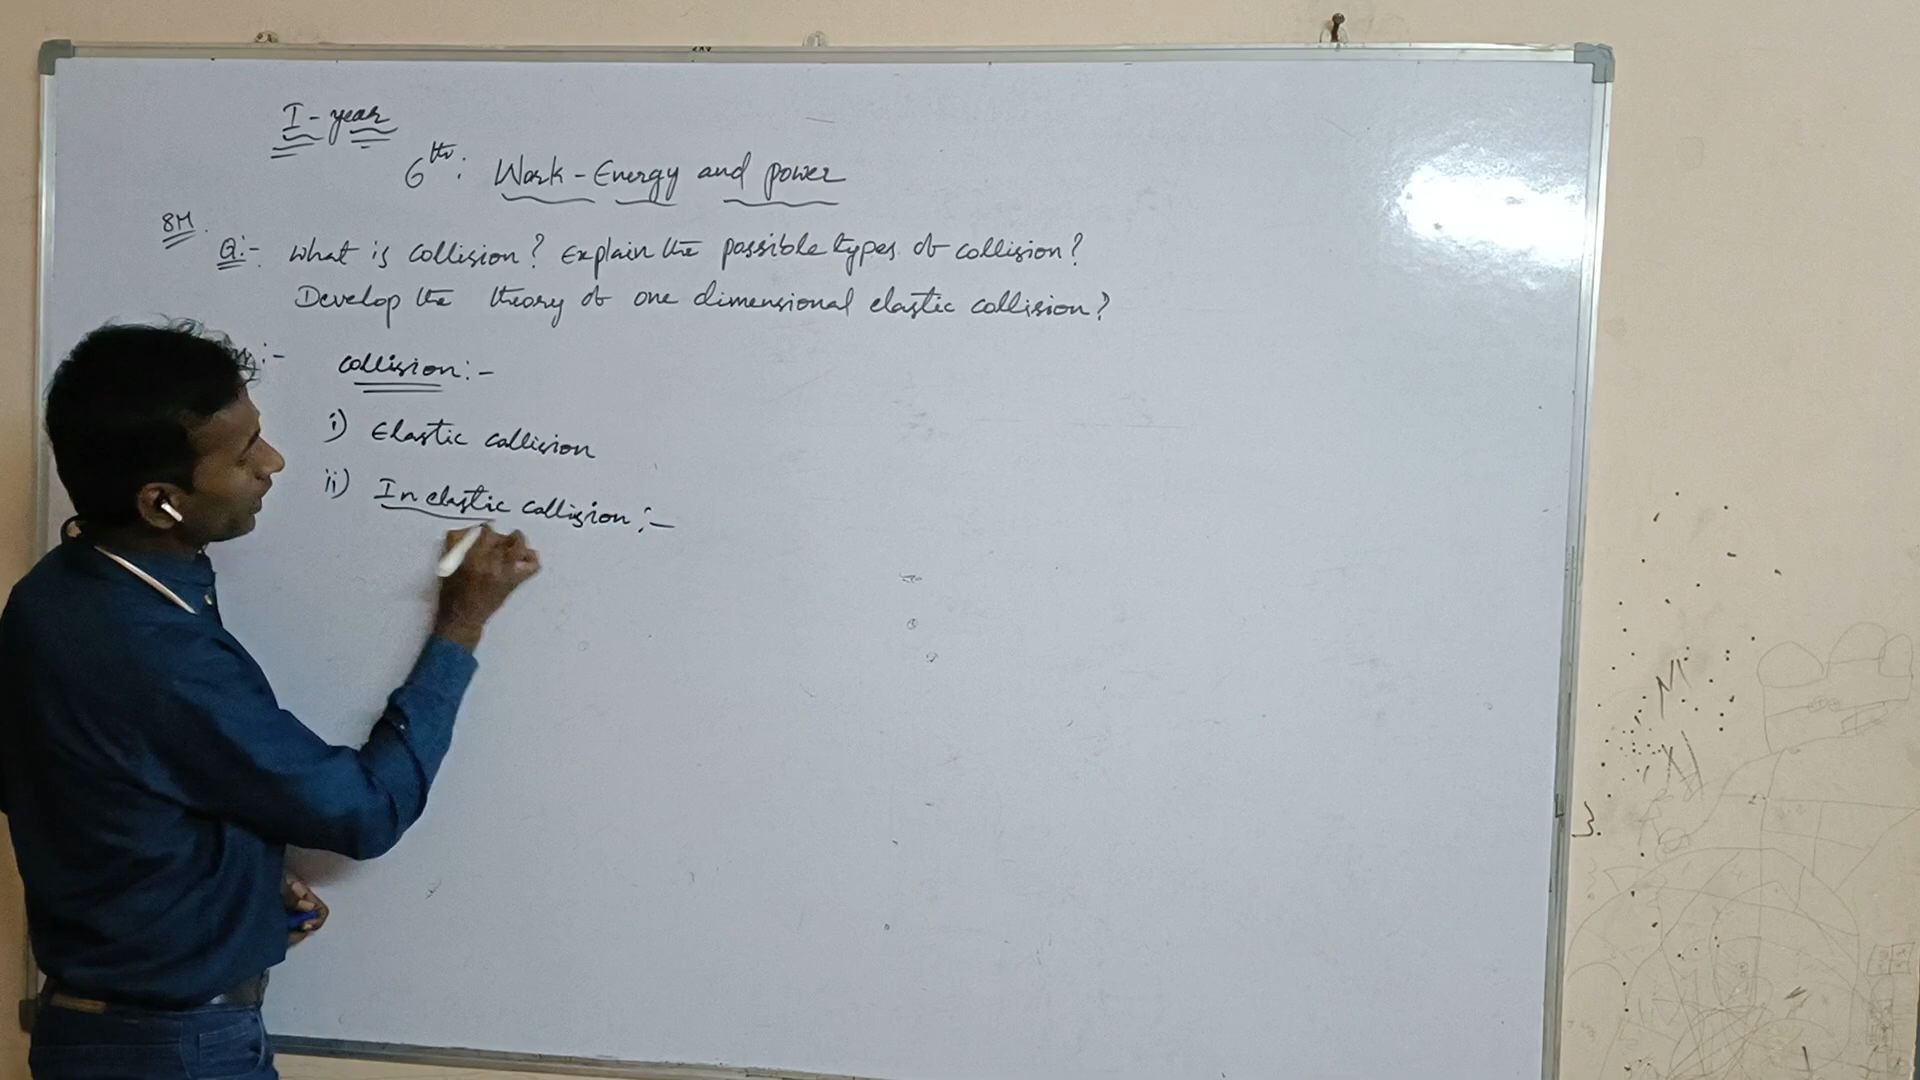 I - year
6th: Work - Energy and power
8M.
Q:- What is collision? Explain the possible types of collision?
Develop the theory of one dimensional elastic collision?
collision:-
i) Elastic collision
ii) In elastic collision:-